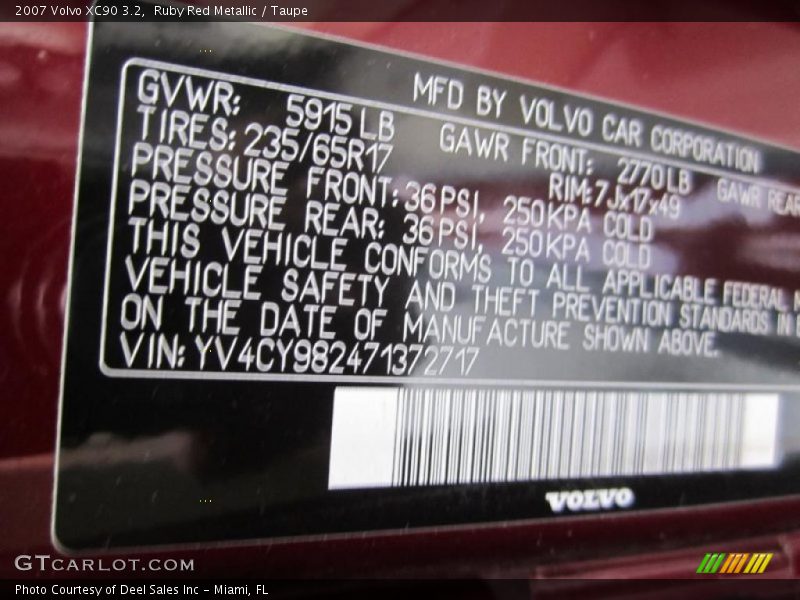 2007 Volvo XC90 3.2, Ruby Red Metallic / Taupe
MFD BY VOLVO CAR CORPORATION
GVWR: 5915 LB GAWR FRONT: 2770 LB GAWR REAR
TIRES: 235/65R17 RIM: 7Jx17x49
PRESSURE FRONT: 36 PSI, 250 KPA COLD
PRESSURE REAR: 36 PSI, 250 KPA COLD
THIS VEHICLE CONFORMS TO ALL APPLICABLE FEDERAL
VEHICLE SAFETY AND THEFT PREVENTION STANDARDS IN
ON THE DATE OF MANUFACTURE SHOWN ABOVE.
VIN: YV4CY982471372717
VOLVO
GTCARLOT.COM
Photo Courtesy of Deel Sales Inc - Miami, FL